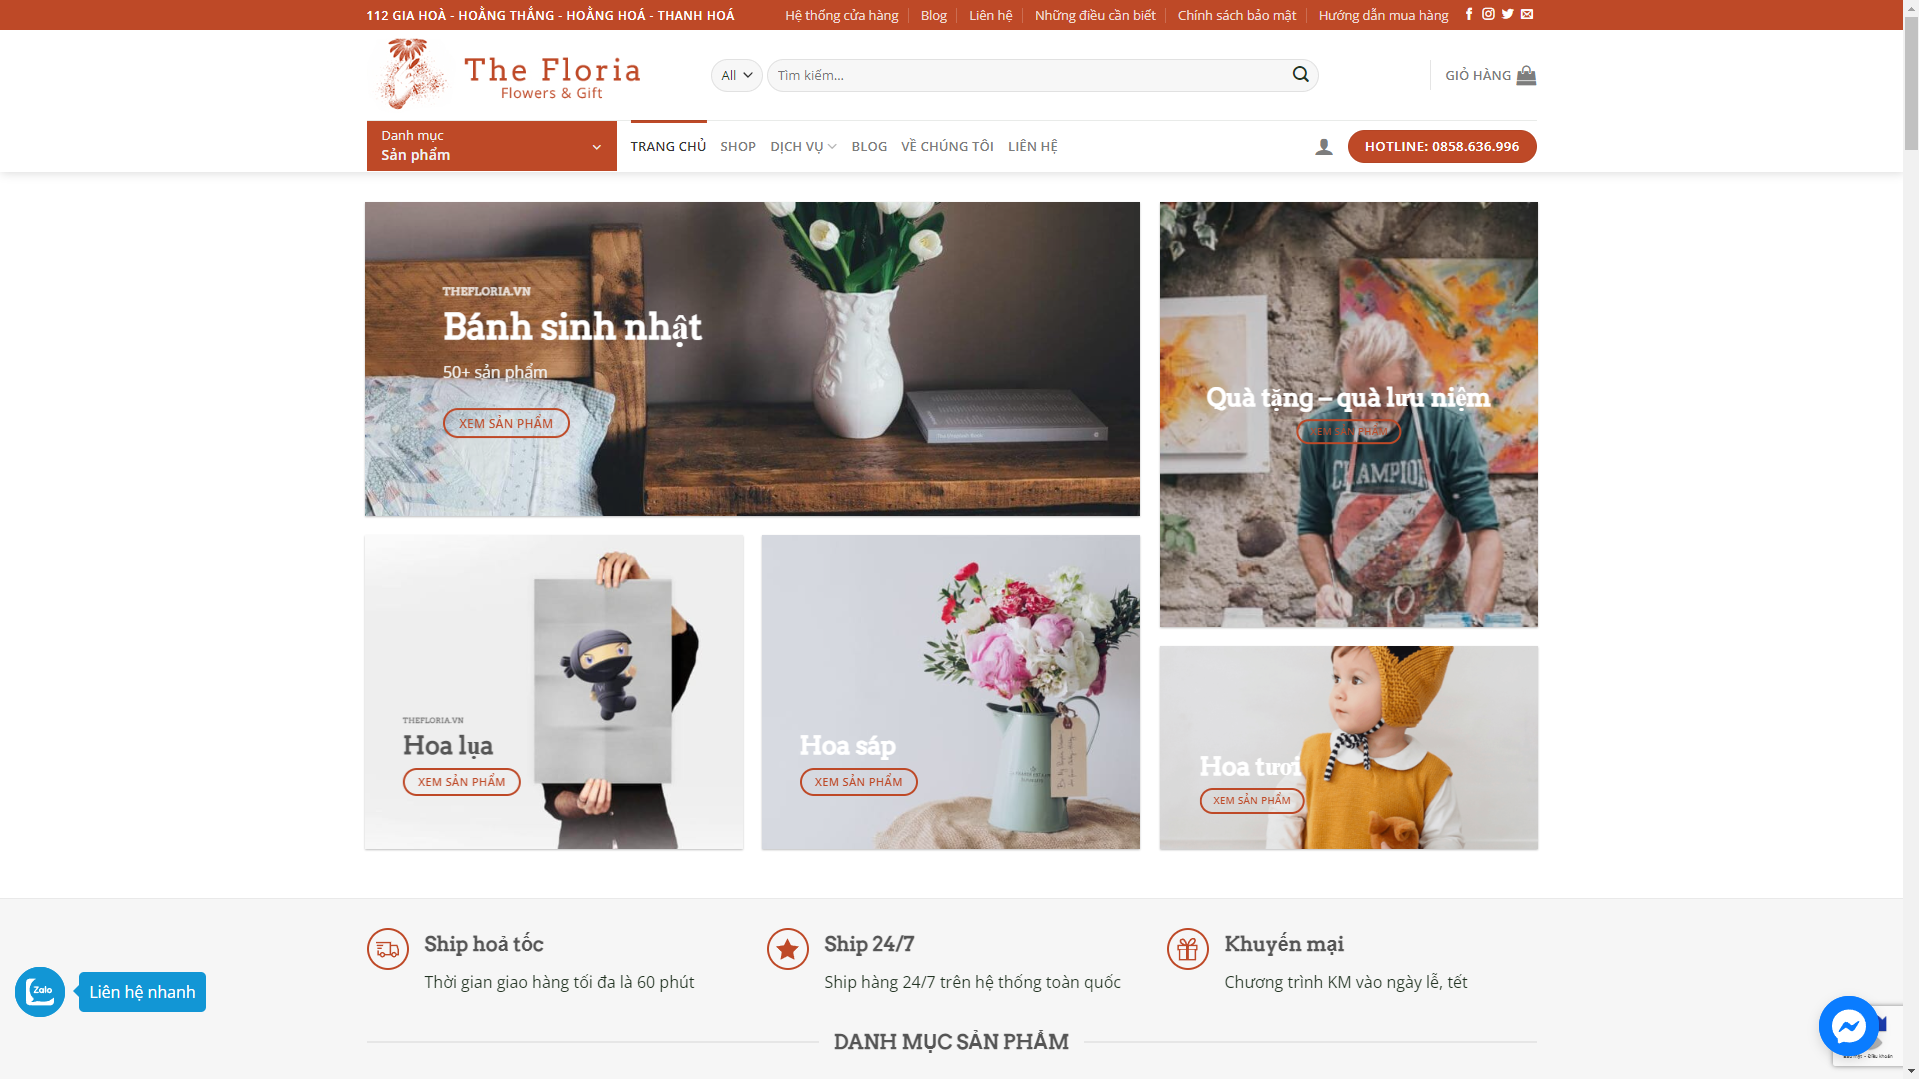 112 GIA HOÀ - HOẰNG THẮNG - HOẰNG HOÁ - THANH HOÁ
Hệ thống cửa hàng
Blog
Liên hệ
Những điều cần biết
Chính sách bảo mật
Hướng dẫn mua hàng
The Floria
Flowers & Gift
All
Tìm kiếm...
GIỎ HÀNG
Danh mục
Sản phẩm
TRANG CHỦ
SHOP
DỊCH VỤ
BLOG
VỀ CHÚNG TÔI
LIÊN HỆ
HOTLINE: 0858.636.996
THEFLORIA.VN
Bánh sinh nhật
50+ sản phẩm
XEM SẢN PHẨM
Quà tặng – quà lưu niệm
XEM SẢN PHẨM
CHAMPION
THEFLORIA.VN
Hoa lụa
XEM SẢN PHẨM
Hoa sáp
XEM SẢN PHẨM
Hoa tươi
XEM SẢN PHẨM
Ship hoả tốc
Thời gian giao hàng tối đa là 60 phút
Ship 24/7
Ship hàng 24/7 trên hệ thống toàn quốc
Khuyến mại
Chương trình KM vào ngày lễ, tết
Zalo
Liên hệ nhanh
DANH MỤC SẢN PHẨM